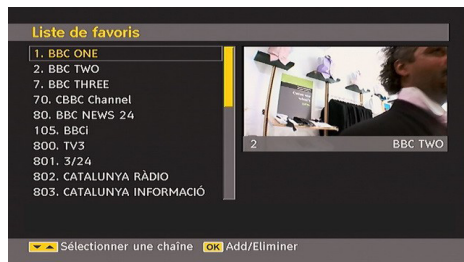 Liste de favoris
1. BBC ONE
2. BBC TWO
7. BBC THREE
70. CBBC Channel
80. BBC NEWS 24
105. BBCi
800. TV3
801. 3/24
802. CATALUNYA RÀDIO
803. CATALUNYA INFORMACIÓ
2 BBC TWO
Sélectionner une chaîne OK Add/Eliminer